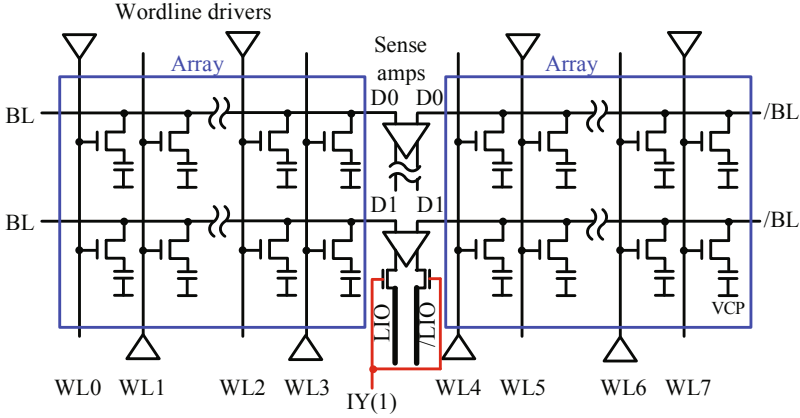 Wordline drivers
Sense
amps
Array
Array
D0 D0
BL
/BL
D1 D1
BL
/BL
LIO
/LIO
VCP
WL0 WL1 WL2 WL3 WL4 WL5 WL6 WL7
IY(1)